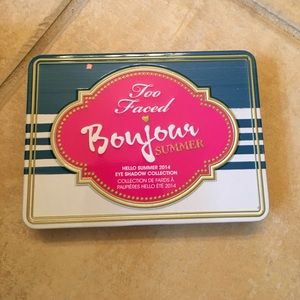 Too
Faced
Bonjour
SUMMER
HELLO SUMMER 2014
EYE SHADOW COLLECTION
COLLECTION DE FARDS À
PAUPIÈRES HELLO ÉTÉ 2014